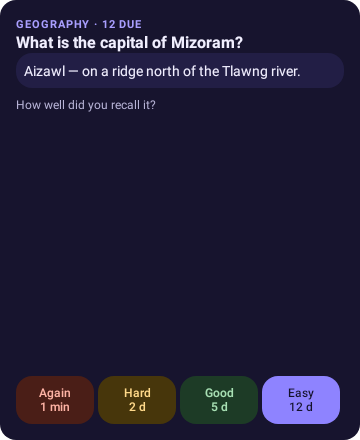 GEOGRAPHY · 12 DUE
What is the capital of Mizoram?
Aizawl — on a ridge north of the Tlawng river.
How well did you recall it?
Again
1 min
Hard
2 d
Good
5 d
Easy
12 d